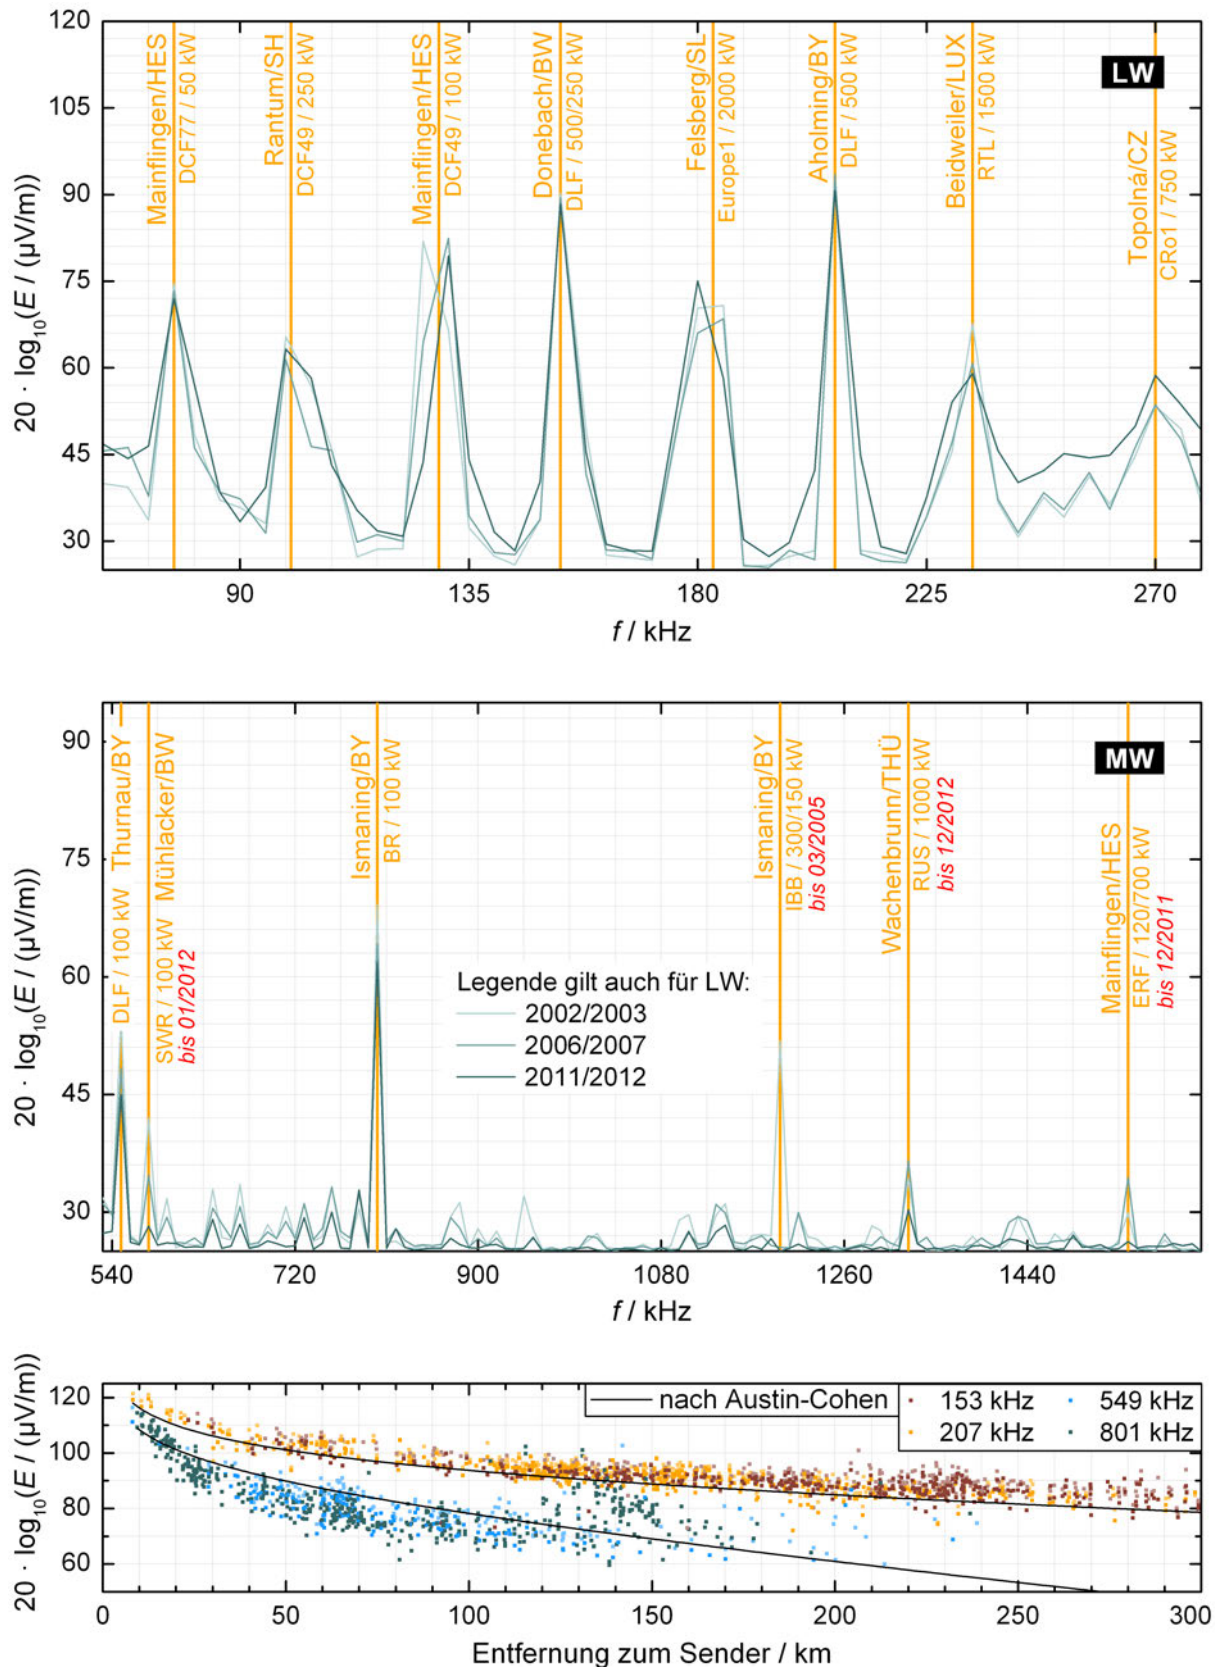 LW
20 · log10(E / (µV/m))
120
105
90
75
60
45
30
Mainflingen/HES
DCF77 / 50 kW
Rantum/SH
DCF49 / 250 kW
Mainflingen/HES
DCF49 / 100 kW
Donebach/BW
DLF / 500/250 kW
Felsberg/SL
Europe1 / 2000 kW
Aholming/BY
DLF / 500 kW
Beidweiler/LUX
RTL / 1500 kW
Topolná/CZ
CRo1 / 750 kW
90 135 180 225 270
f / kHz
MW
20 · log10(E / (µV/m))
90
75
60
45
30
DLF / 100 kW Thurnau/BY
SWR / 100 kW Mühlacker/BW
bis 01/2012
Ismaning/BY
BR / 100 kW
Ismaning/BY
IBB / 300/150 kW
bis 03/2005
Wachenbrunn/THÜ
RUS / 1000 kW
bis 12/2012
Mainflingen/HES
ERF / 120/700 kW
bis 12/2011
Legende gilt auch für LW:
2002/2003
2006/2007
2011/2012
540 720 900 1080 1260 1440
f / kHz
20 · log10(E / (µV/m))
120
100
80
60
nach Austin-Cohen
153 kHz 549 kHz
207 kHz 801 kHz
0 50 100 150 200 250 300
Entfernung zum Sender / km